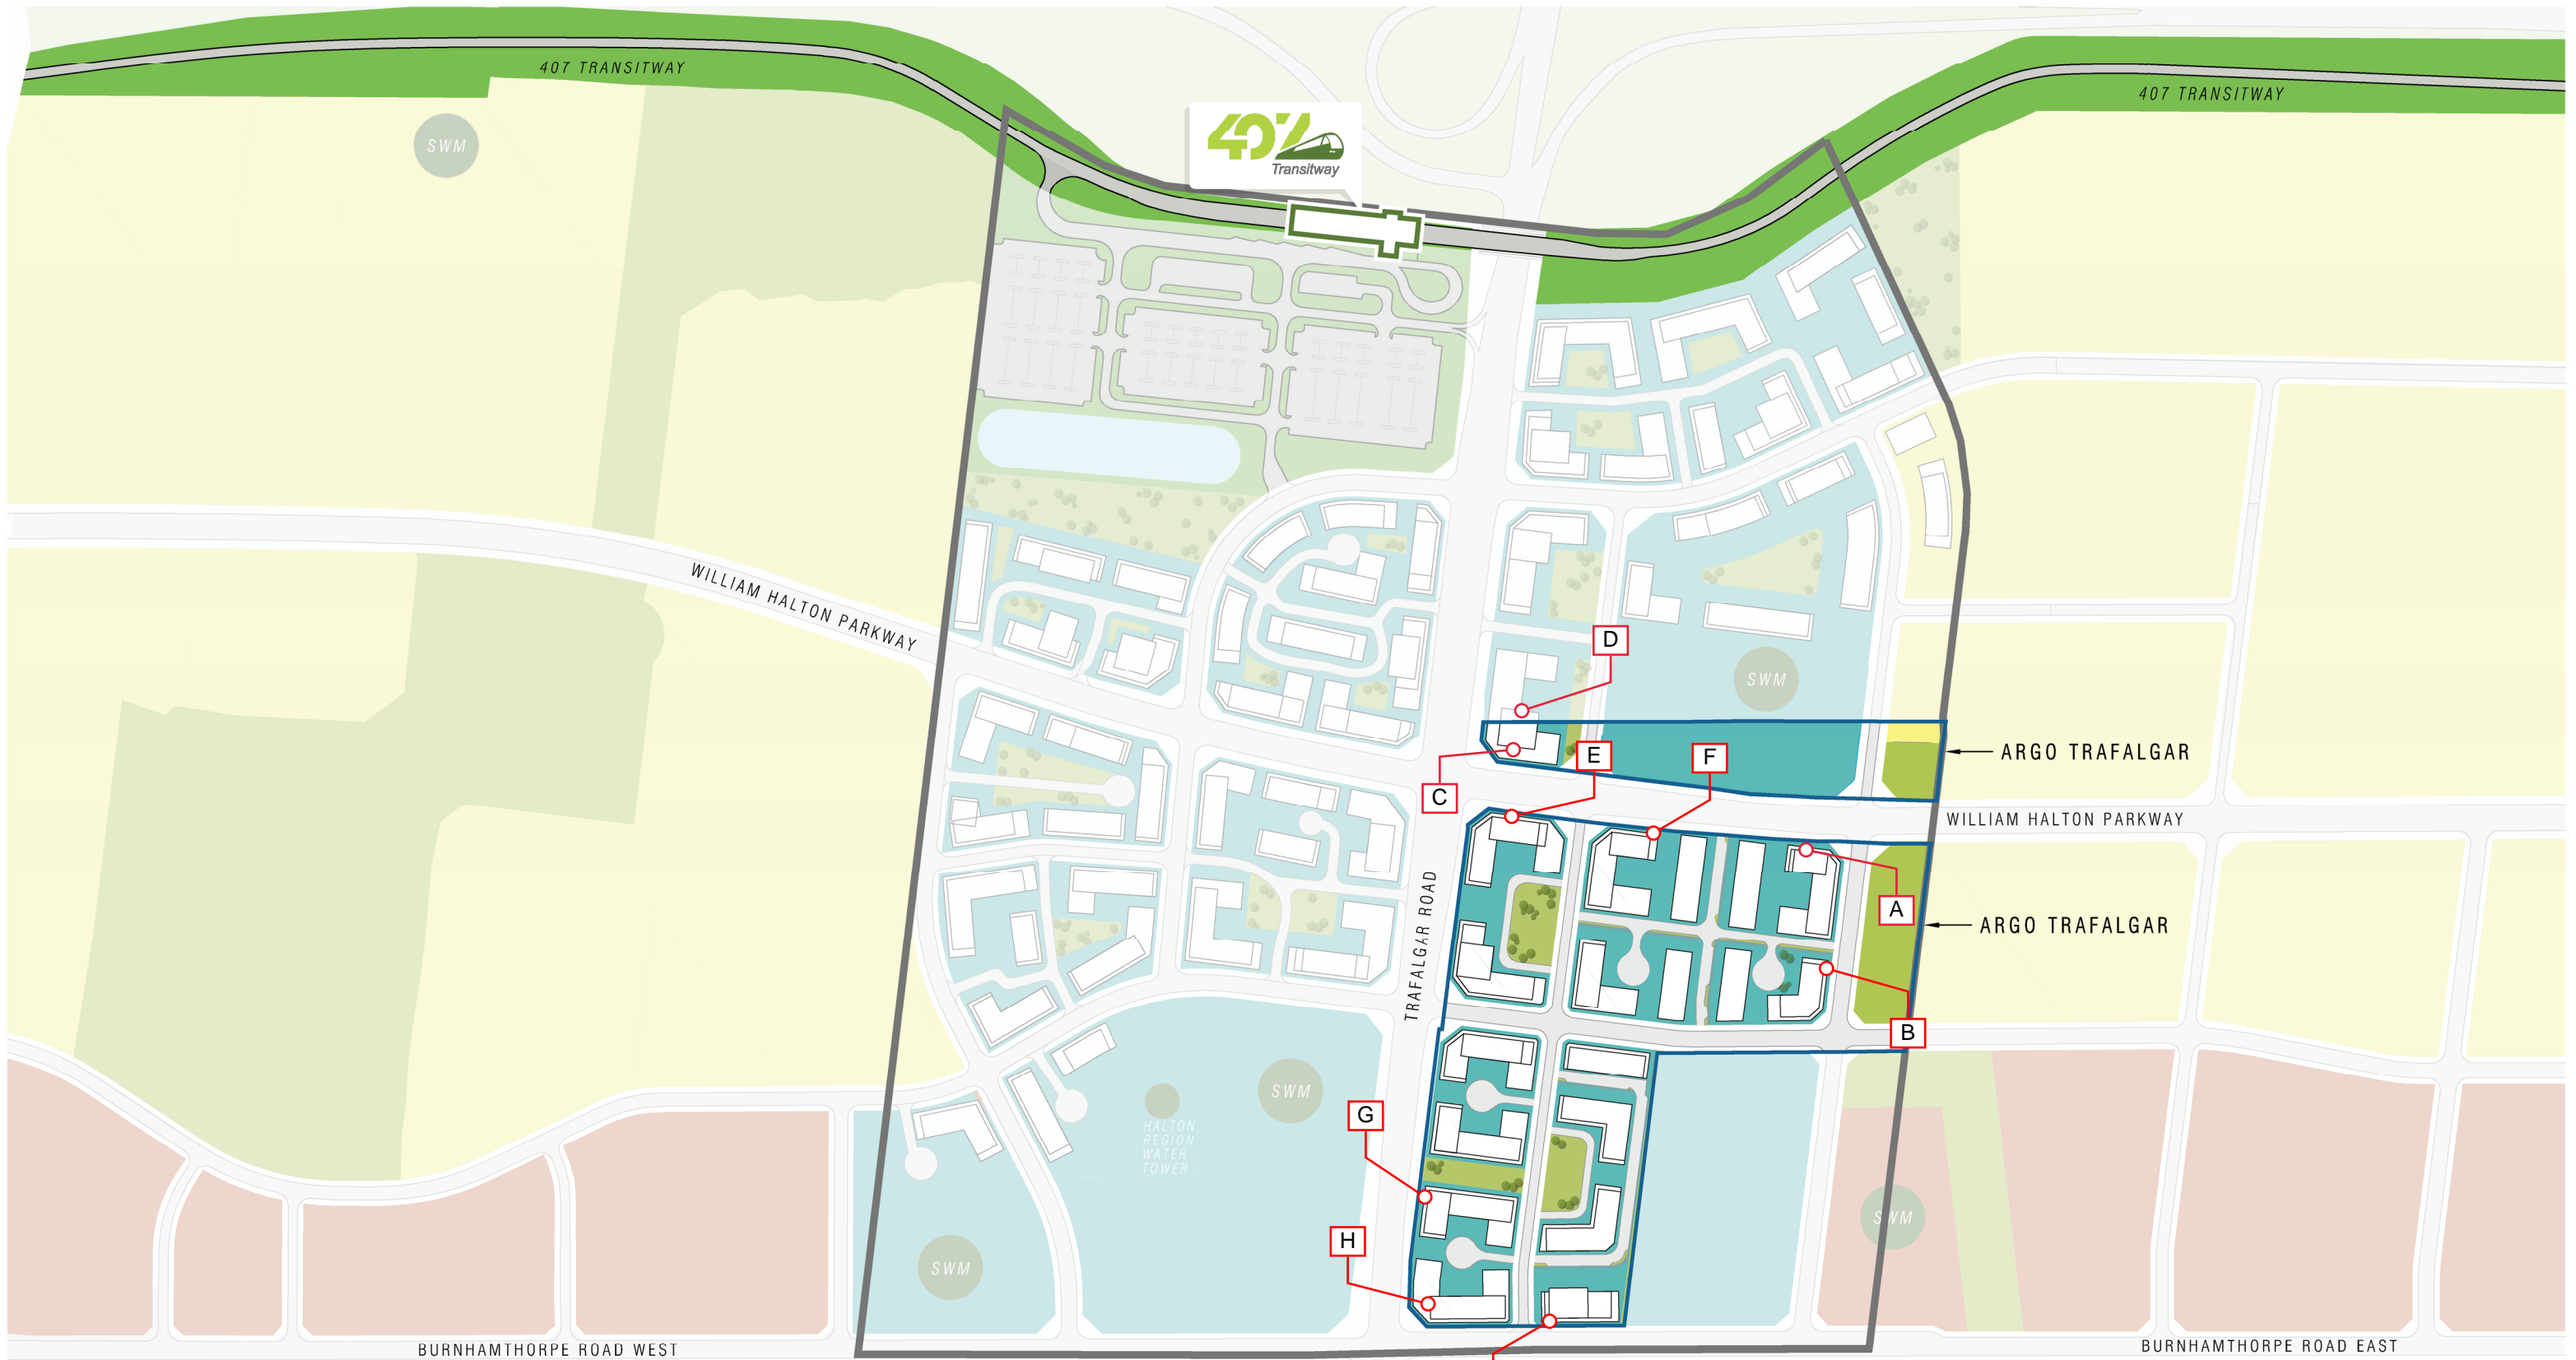 407 TRANSITWAY
407 TRANSITWAY
SWM
407
Transitway
WILLIAM HALTON PARKWAY
D
SWM
E
F
ARGO TRAFALGAR
C
WILLIAM HALTON PARKWAY
TRAFALGAR ROAD
A
ARGO TRAFALGAR
B
SWM
HALTON
REGION
WATER
TOWER
G
SWM
H
SWM
BURNHAMTHORPE ROAD WEST
BURNHAMTHORPE ROAD EAST